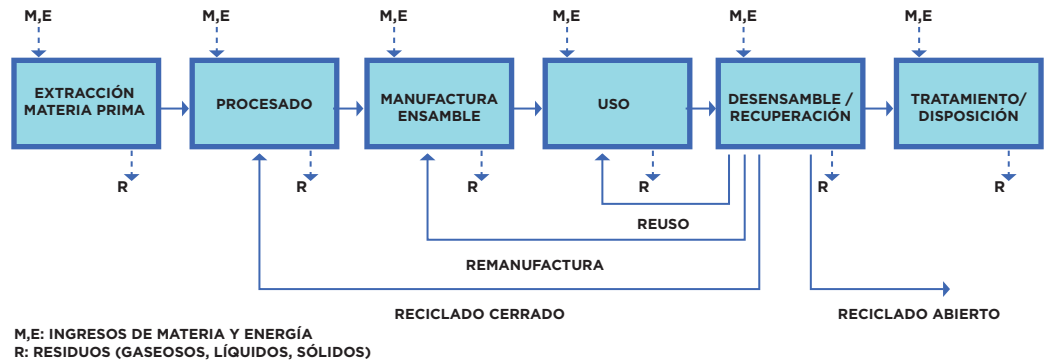 M,E M,E M,E M,E M,E M,E
EXTRACCIÓN
MATERIA PRIMA
PROCESADO
MANUFACTURA
ENSAMBLE
USO
DESENSAMBLE /
RECUPERACIÓN
TRATAMIENTO/
DISPOSICIÓN
R R R R R R
REUSO
REMANUFACTURA
RECICLADO CERRADO
RECICLADO ABIERTO
M,E: INGRESOS DE MATERIA Y ENERGÍA
R: RESIDUOS (GASEOSOS, LÍQUIDOS, SÓLIDOS)